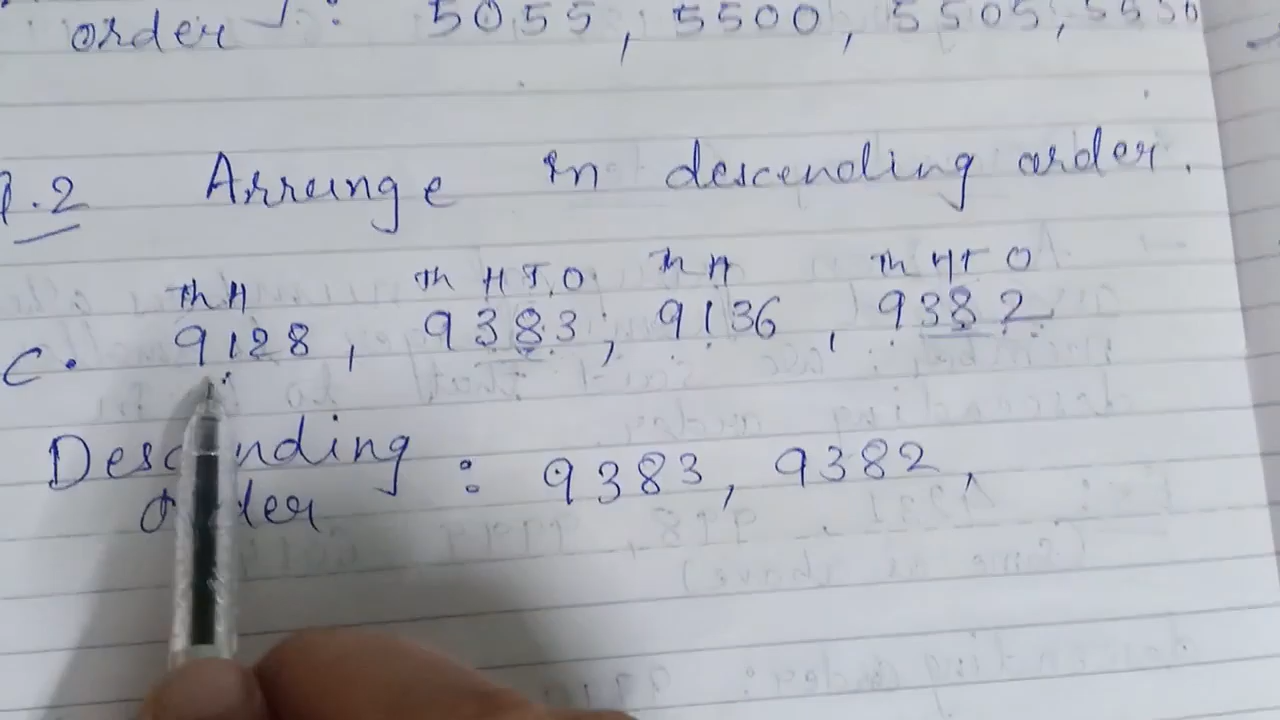 order : 5055, 5500, 5505, 5550
.2 Arrange in descending order.
Th H Th H T.O. Th H Th H T O
C. 9128, 9383, 9136, 9382
Descending : 9383, 9382,
order